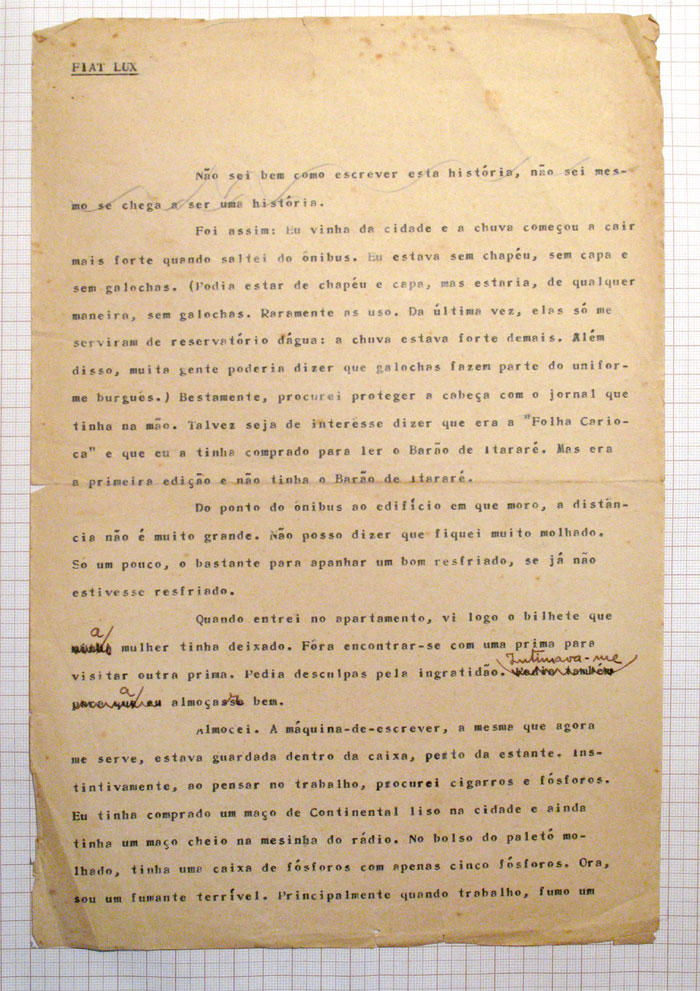 FIAT LUX
Não sei bem como escrever esta história, não sei mes-
mo se chega a ser uma história.
Foi assim: Eu vinha da cidade e a chuva começou a cair
mais forte quando saltei do ônibus. Eu estava sem chapéu, sem capa e
sem galochas. (Podia estar de chapéu e capa, mas estaria, de qualquer
maneira, sem galochas. Raramente as uso. Da última vez, elas só me
serviram de reservatório dágua: a chuva estava forte demais. Além
disso, muita gente poderia dizer que galochas fazem parte do unifor-
me burguês.) Bestamente, procurei proteger a cabeça com o jornal que
tinha na mão. Talvez seja de interêsse dizer que era a "Folha Cario-
ca" e que eu a tinha comprado para ler o Barão de Itararé. Mas era
a primeira edição e não tinha o Barão de Itararé.
Do ponto do ônibus ao edifício em que moro, a distân-
cia não é muito grande. Não posso dizer que fiquei muito molhado.
Só um pouco, o bastante para apanhar um bom resfriado, se já não
estivesse resfriado.
Quando entrei no apartamento, vi logo o bilhete que
a mulher tinha deixado. Fôra encontrar-se com uma prima para
visitar outra prima. Pedia desculpas pela ingratidão. Intimava-me
a almoçar bem.
Almocei. A máquina-de-escrever, a mesma que agora
me serve, estava guardada dentro da caixa, perto da estante. Ins-
tintivamente, ao pensar no trabalho, procurei cigarros e fósforos.
Eu tinha comprado um maço de Continental liso na cidade e ainda
tinha um maço cheio na mesinha do rádio. No bolso do paletó mo-
lhado, tinha uma caixa de fósforos com apenas cinco fósforos. Ora,
sou um fumante terrível. Principalmente quando trabalho, fumo um